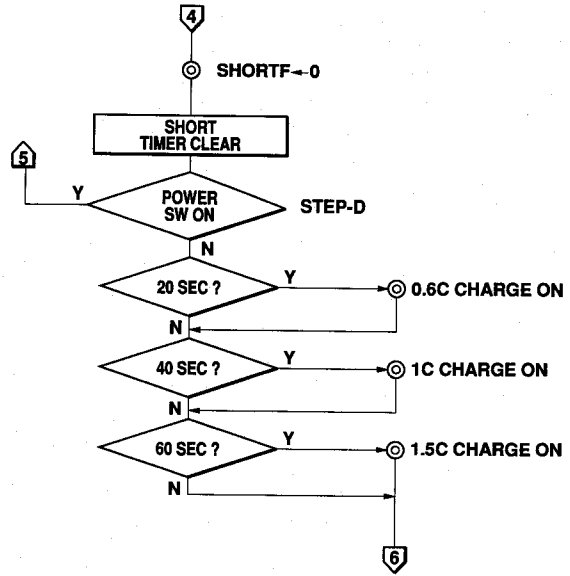 4
SHORTF←0
SHORT
TIMER CLEAR
5
Y
POWER
SW ON
STEP-D
N
20 SEC ?
Y
0.6C CHARGE ON
N
40 SEC ?
Y
1C CHARGE ON
N
60 SEC ?
Y
1.5C CHARGE ON
N
6